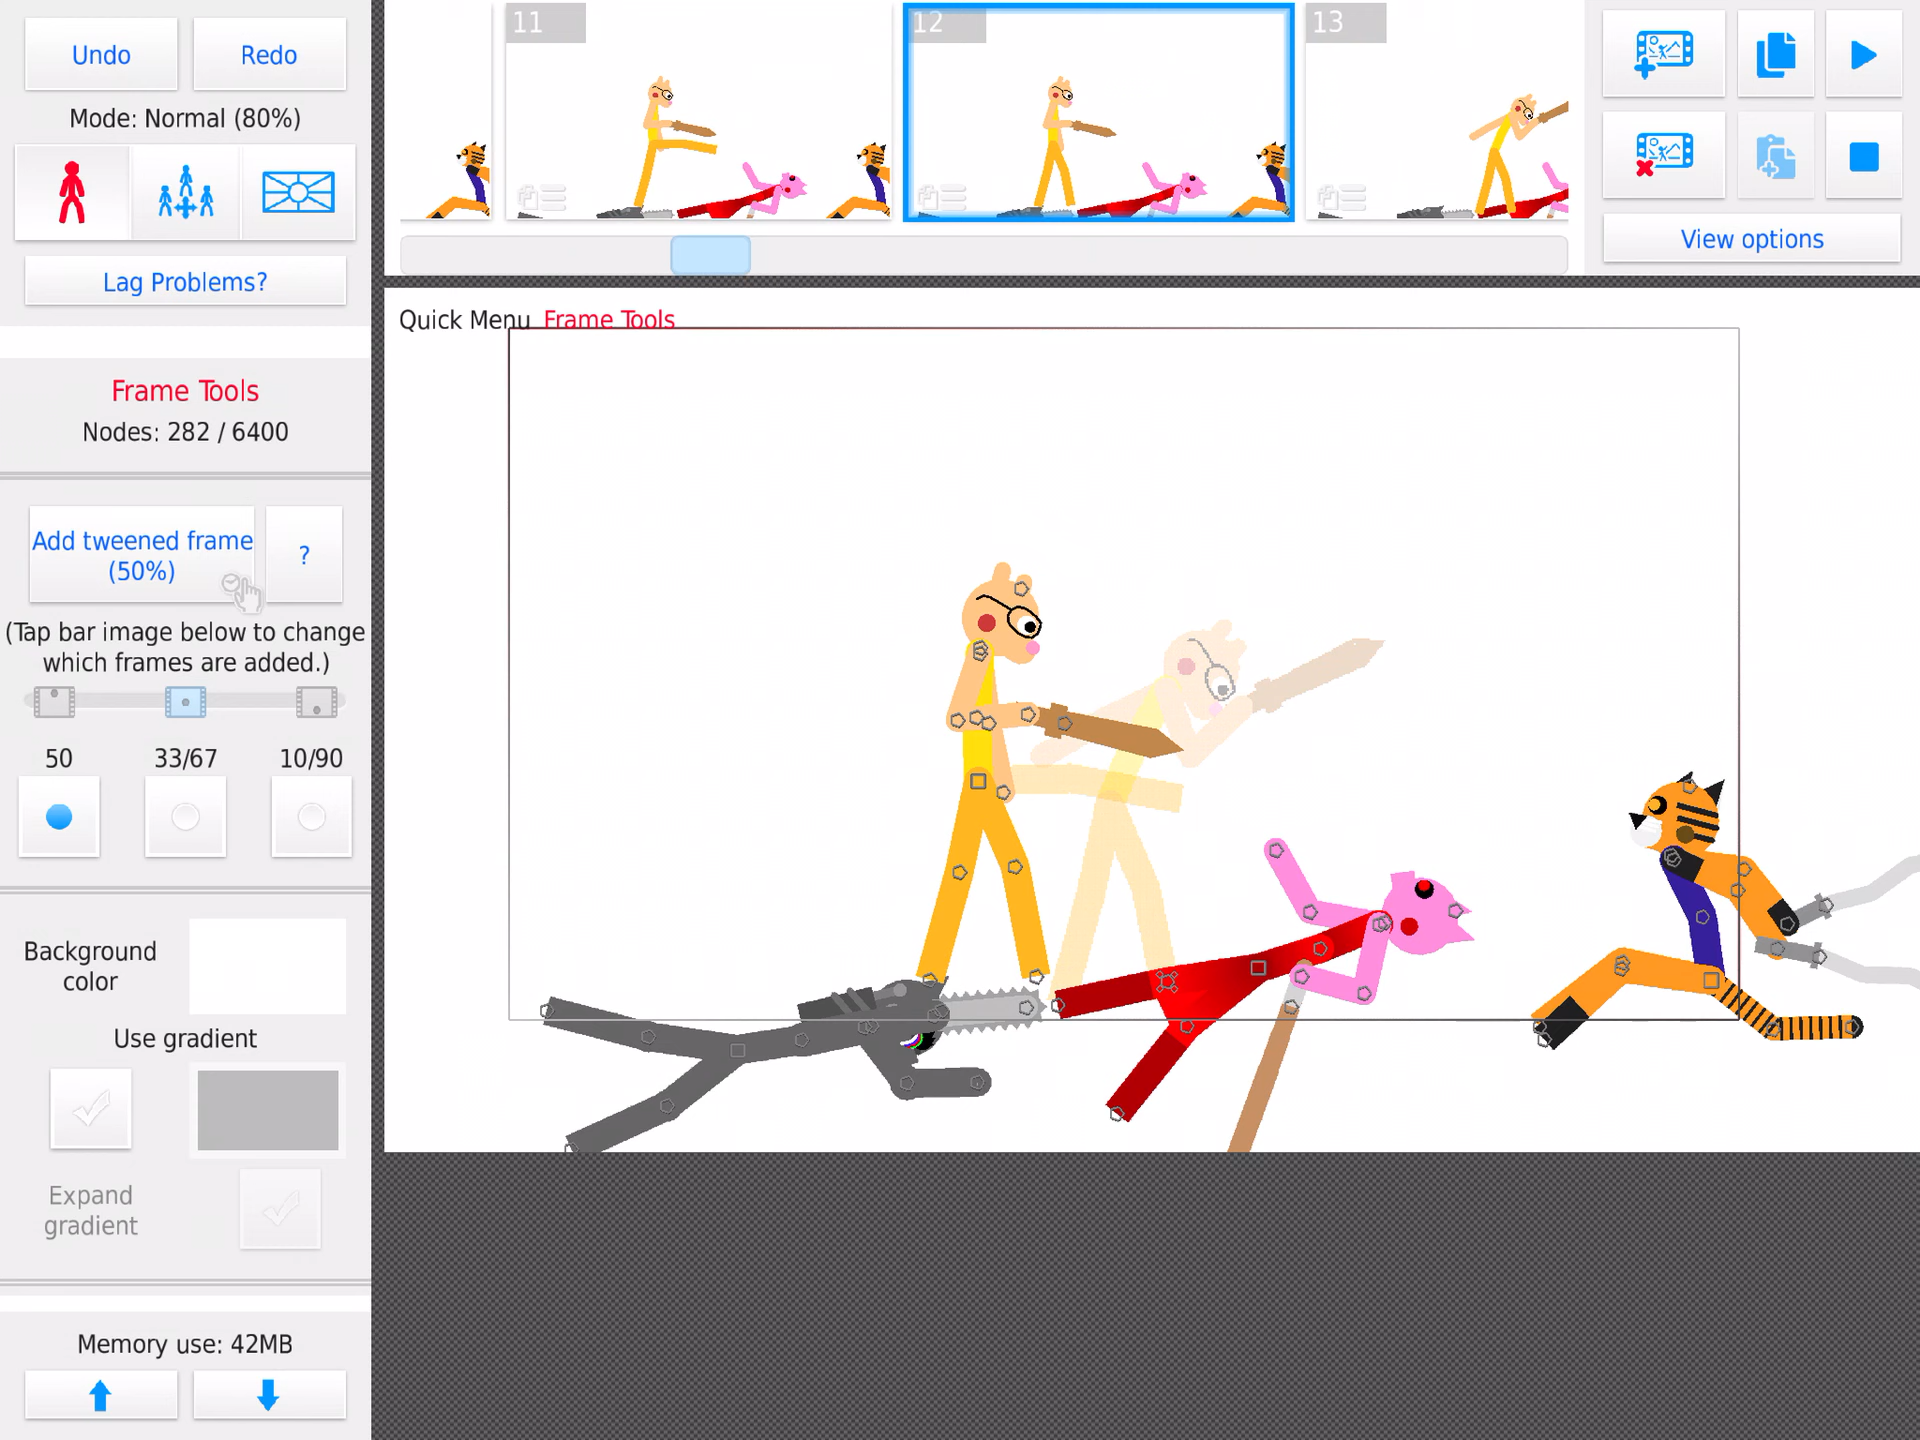 Undo
Redo
Mode: Normal (80%)
Lag Problems?
11
12
13
View options
Quick Menu Frame Tools
Frame Tools
Nodes: 282 / 6400
Add tweened frame
(50%)
?
(Tap bar image below to change
which frames are added.)
50
33/67
10/90
Background
color
Use gradient
Expand
gradient
Memory use: 42MB